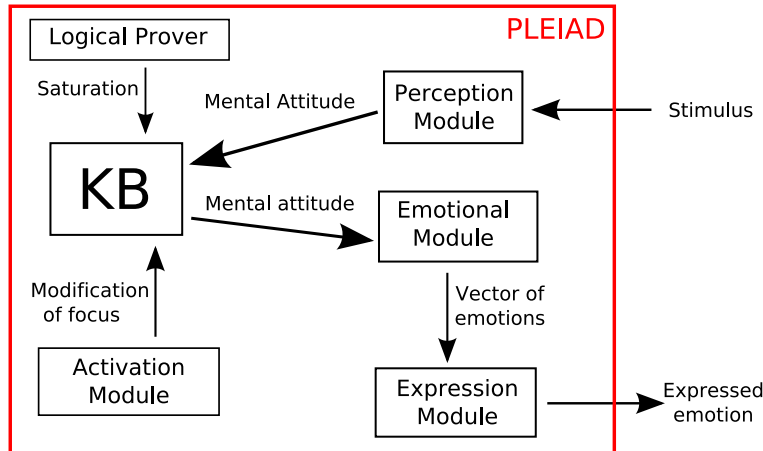 PLEIAD
Logical Prover
Saturation
Mental Attitude
Perception
Module
Stimulus
KB
Mental attitude
Emotional
Module
Modification
of focus
Vector of
emotions
Activation
Module
Expression
Module
Expressed
emotion